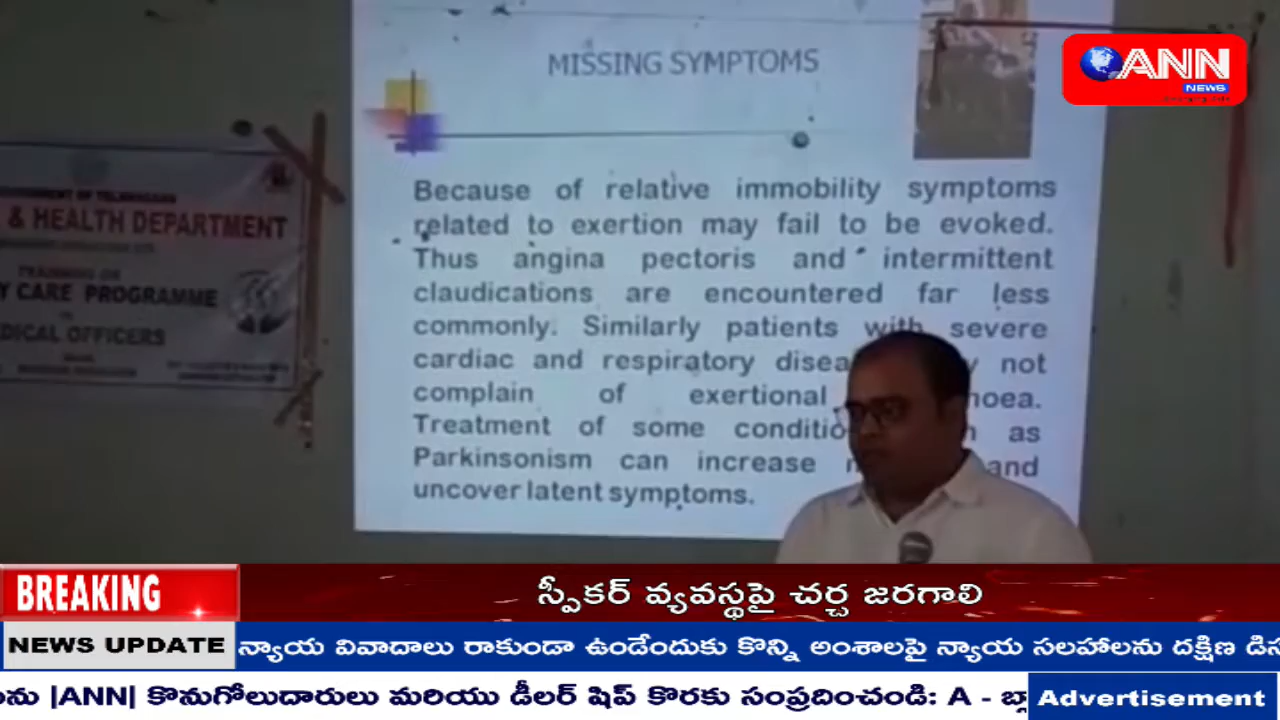 MISSING SYMPTOMS
ANN
NEWS
Because of relative immobility symptoms
related to exertion may fail to be evoked.
Thus angina pectoris and intermittent
claudications are encountered far less
commonly. Similarly patients with severe
cardiac and respiratory disea y not
complain of exertional noea.
Treatment of some conditio n as
Parkinsonism can increase and
uncover latent symptoms.
& HEALTH DEPARTMENT
TRAINING ON
Y CARE PROGRAMME
DICAL OFFICERS
BREAKING
స్పీకర్ వ్యవస్థపై చర్చ జరగాలి
NEWS UPDATE
న్యాయ వివాదాలు రాకుండా ఉండేందుకు కొన్ని అంశాలపై న్యాయ సలహాలను దక్షిణ డిస
ను |ANN| కొనుగోలుదారులు మరియు డీలర్ షిప్ కొరకు సంప్రదించండి: A - బ్లా
Advertisement